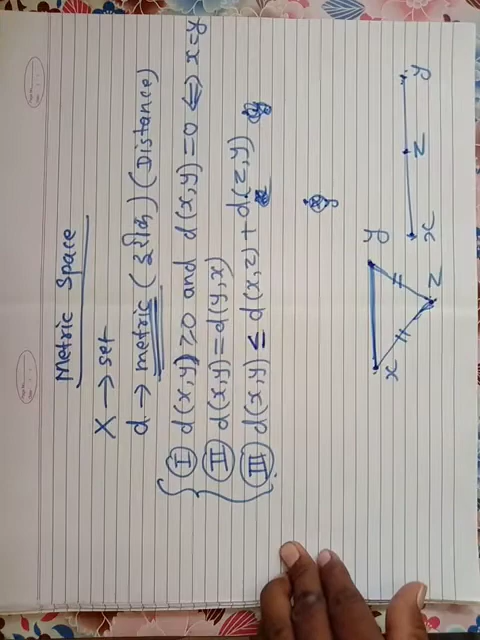 Metric Space
X → set
d → metric (दूरीक) (Distance)
I d(x,y) ≥ 0 and d(x,y) = 0 ⇔ x = y
II d(x,y) = d(y,x)
III d(x,y) ≤ d(x,z) + d(z,y)
y
x
z
x
z
y